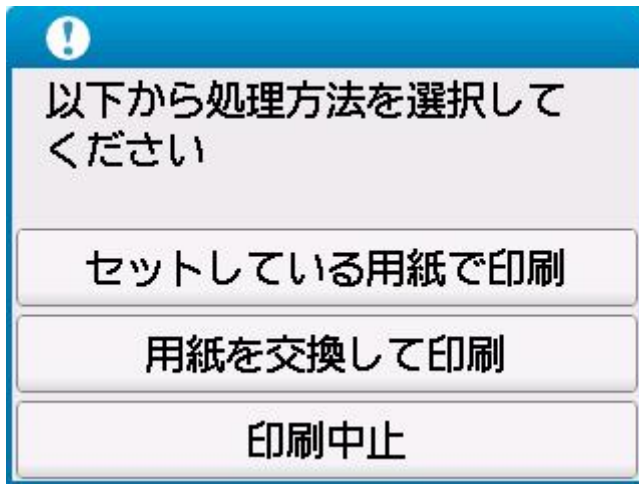 以下から処理方法を選択して
ください
セットしている用紙で印刷
用紙を交換して印刷
印刷中止